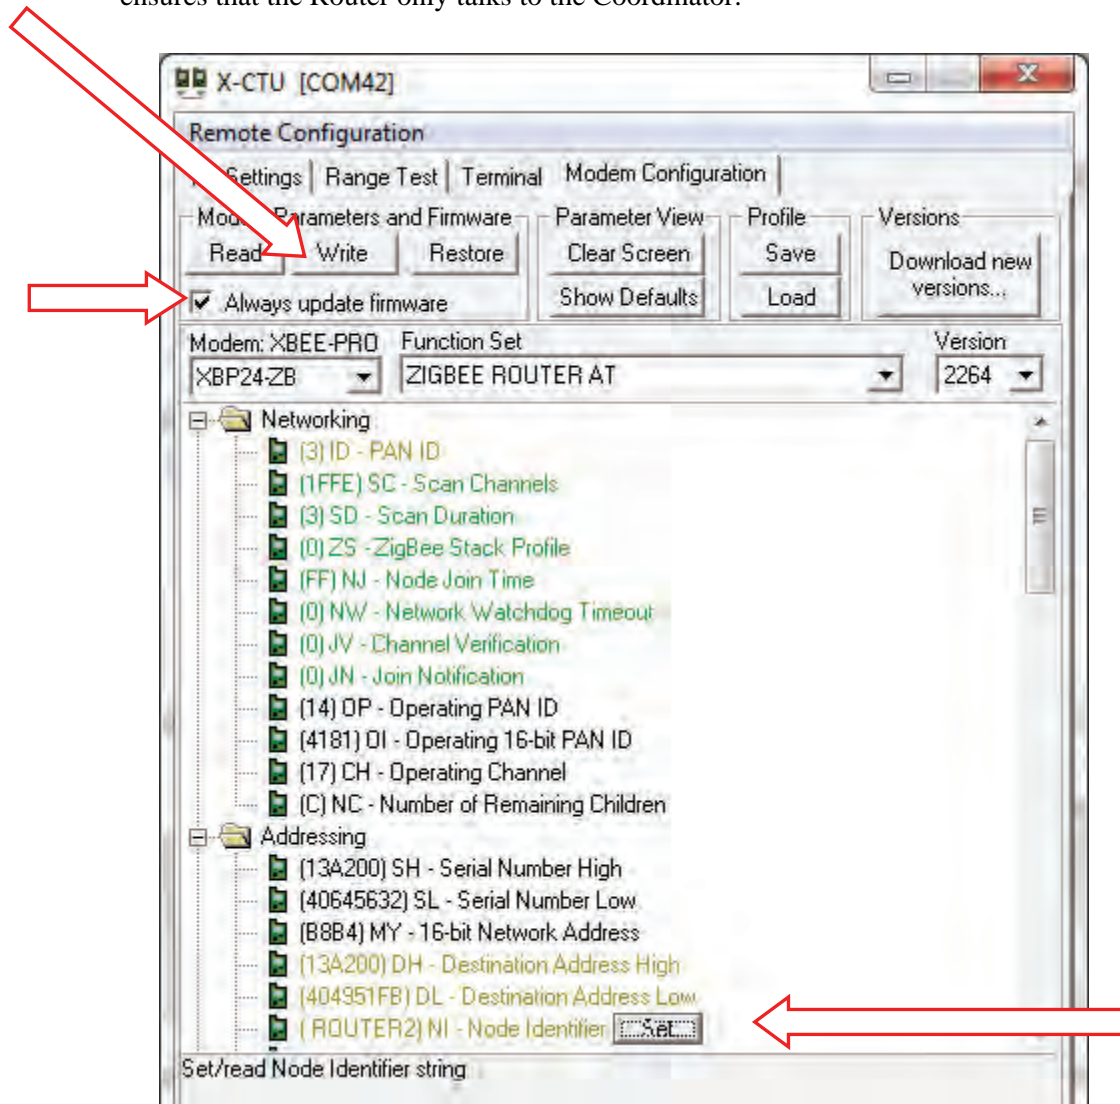 ensures that the Router only talks to the Coordinator.
X-CTU [COM42]
Remote Configuration
Settings Range Test Terminal Modem Configuration
Parameters and Firmware Parameter View Profile Versions
Read Write Restore Clear Screen Save Download new versions...
Always update firmware Show Defaults Load
Modem: XBEE-PRO Function Set Version
XBP24-ZB ZIGBEE ROUTER AT 2264
Networking
(3) ID - PAN ID
(1FFE) SC - Scan Channels
(3) SD - Scan Duration
(0) ZS - ZigBee Stack Profile
(FF) NJ - Node Join Time
(0) NW - Network Watchdog Timeout
(0) JV - Channel Verification
(0) JN - Join Notification
(14) OP - Operating PAN ID
(4181) OI - Operating 16-bit PAN ID
(17) CH - Operating Channel
(C) NC - Number of Remaining Children
Addressing
(13A200) SH - Serial Number High
(40645632) SL - Serial Number Low
(B8B4) MY - 16-bit Network Address
(13A200) DH - Destination Address High
(404951FB) DL - Destination Address Low
( ROUTER2) NI - Node Identifier Set
Set/read Node Identifier string